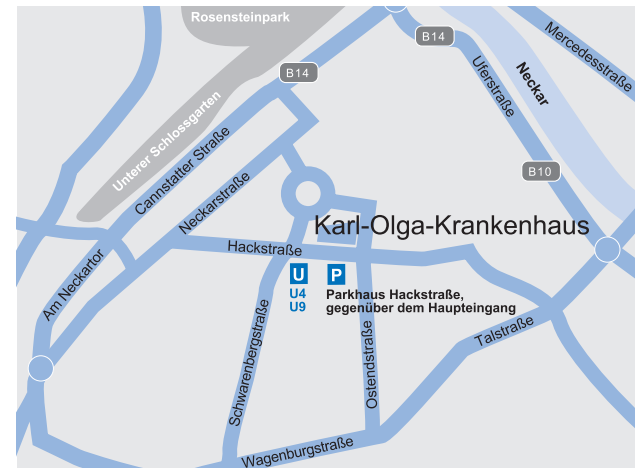 Rosensteinpark
B14
Mercedesstraße
B14
Uferstraße
Neckar
Unterer Schlossgarten
Cannstatter Straße
Neckarstraße
B10
Karl-Olga-Krankenhaus
Hackstraße
Am Neckartor
U
P
U4
U9
Parkhaus Hackstraße,
gegenüber dem Haupteingang
Schwarenbergstraße
Ostendstraße
Talstraße
Wagenburgstraße